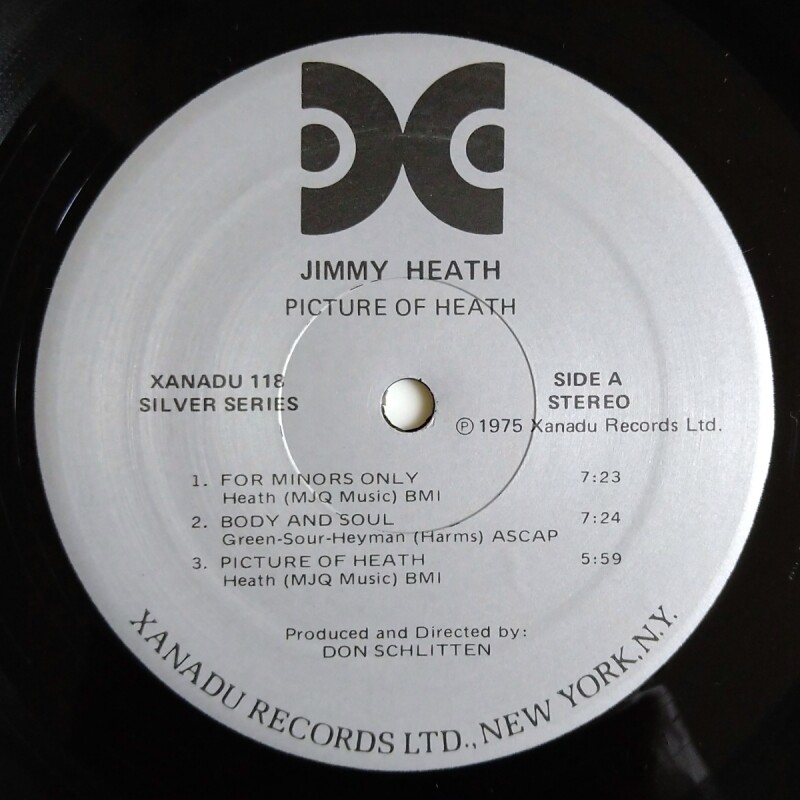 JIMMY HEATH
PICTURE OF HEATH
XANADU 118
SILVER SERIES
SIDE A
STEREO
℗ 1975 Xanadu Records Ltd.
1. FOR MINORS ONLY 7:23
Heath (MJQ Music) BMI
2. BODY AND SOUL 7:24
Green-Sour-Heyman (Harms) ASCAP
3. PICTURE OF HEATH 5:59
Heath (MJQ Music) BMI
Produced and Directed by:
DON SCHLITTEN
XANADU RECORDS LTD., NEW YORK, N.Y.